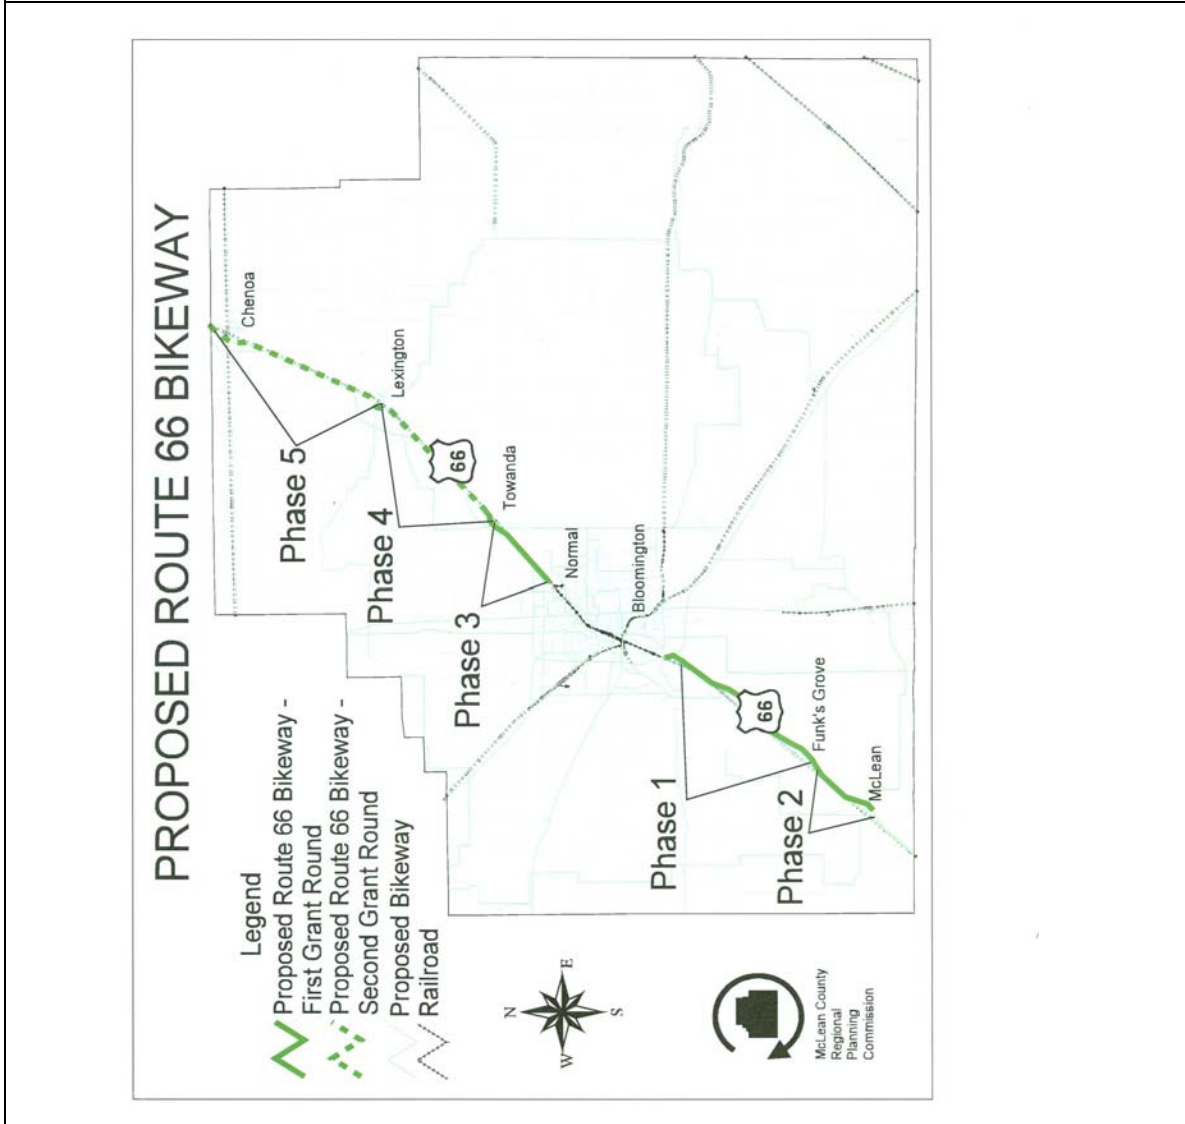 PROPOSED ROUTE 66 BIKEWAY
Legend
Proposed Route 66 Bikeway -
First Grant Round
Proposed Route 66 Bikeway -
Second Grant Round
Proposed Bikeway
Railroad
Chenoa
Phase 5
Lexington
66
Phase 4
Towanda
Phase 3
Normal
Bloomington
Phase 1
66
Funk's Grove
Phase 2
McLean
N
W
E
S
McLean County
Regional
Planning
Commission